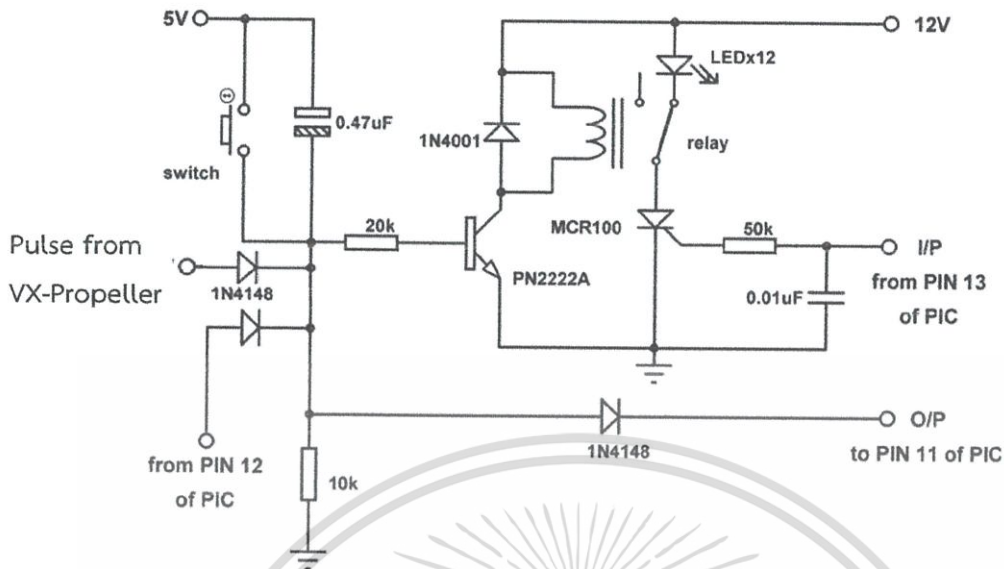 5V
12V
LEDx12
0.47uF
1N4001
relay
switch
20k
MCR100
50k
I/P
Pulse from
VX-Propeller
1N4148
PN2222A
0.01uF
from PIN 13
of PIC
O/P
1N4148
to PIN 11 of PIC
from PIN 12
of PIC
10k